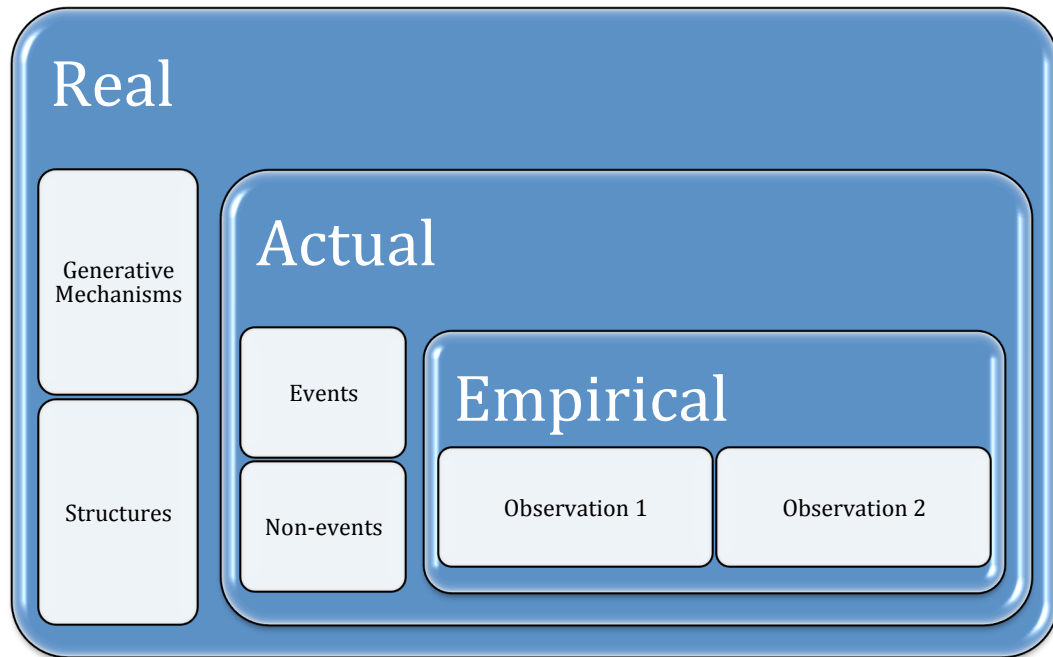 Real
Generative
Mechanisms
Structures
Actual
Events
Non-events
Empirical
Observation 1
Observation 2